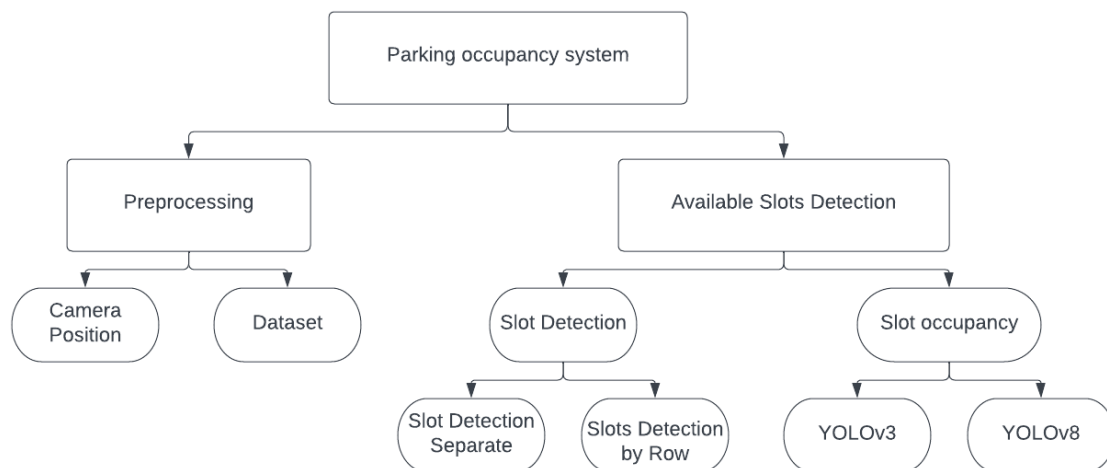 Parking occupancy system
Preprocessing
Available Slots Detection
Camera
Position
Dataset
Slot Detection
Slot occupancy
Slot Detection
Separate
Slots Detection
by Row
YOLOv3
YOLOv8